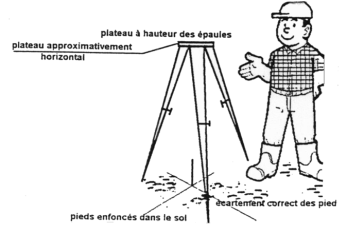 plateau à hauteur des épaules
plateau approximativement
horizontal
écartement correct des pied
pieds enfoncés dans le sol